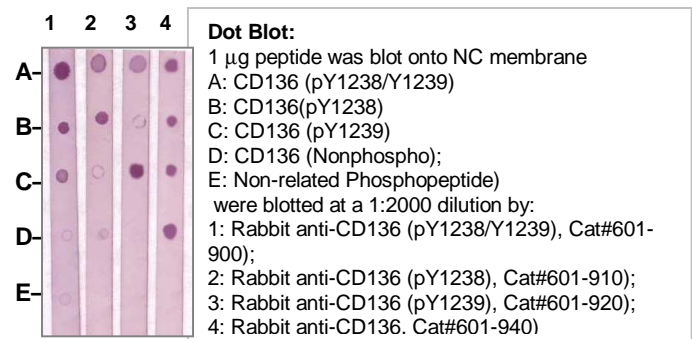 1 2 3 4
A-
B-
C-
D-
E-
Dot Blot:
1 μg peptide was blot onto NC membrane
A: CD136 (pY1238/Y1239)
B: CD136(pY1238)
C: CD136 (pY1239)
D: CD136 (Nonphospho);
E: Non-related Phosphopeptide)
were blotted at a 1:2000 dilution by:
1: Rabbit anti-CD136 (pY1238/Y1239), Cat#601-
900);
2: Rabbit anti-CD136 (pY1238), Cat#601-910);
3: Rabbit anti-CD136 (pY1239), Cat#601-920);
4: Rabbit anti-CD136. Cat#601-940)